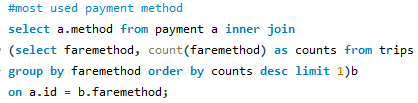 #most used payment method
select a.method from payment a inner join
(select faremethod, count(faremethod) as counts from trips
group by faremethod order by counts desc limit 1)b
on a.id = b.faremethod;